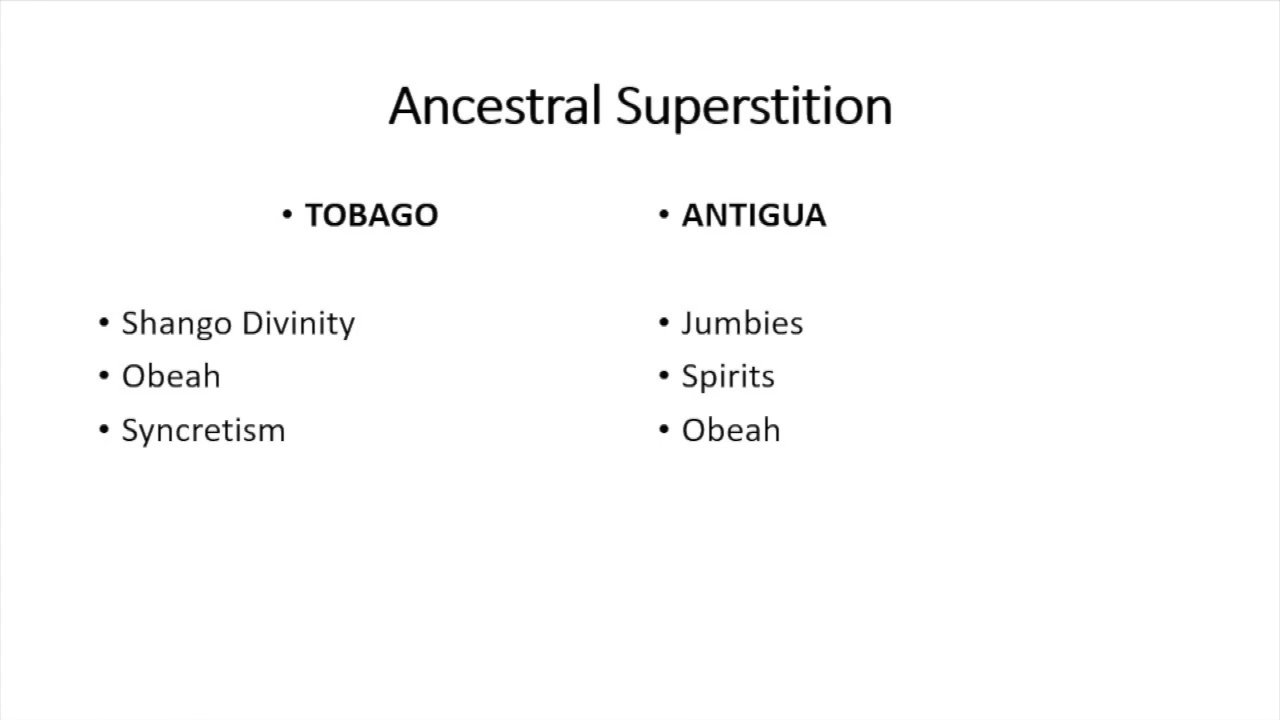 Ancestral Superstition
• TOBAGO
• Shango Divinity
• Obeah
• Syncretism
• ANTIGUA
• Jumbies
• Spirits
• Obeah